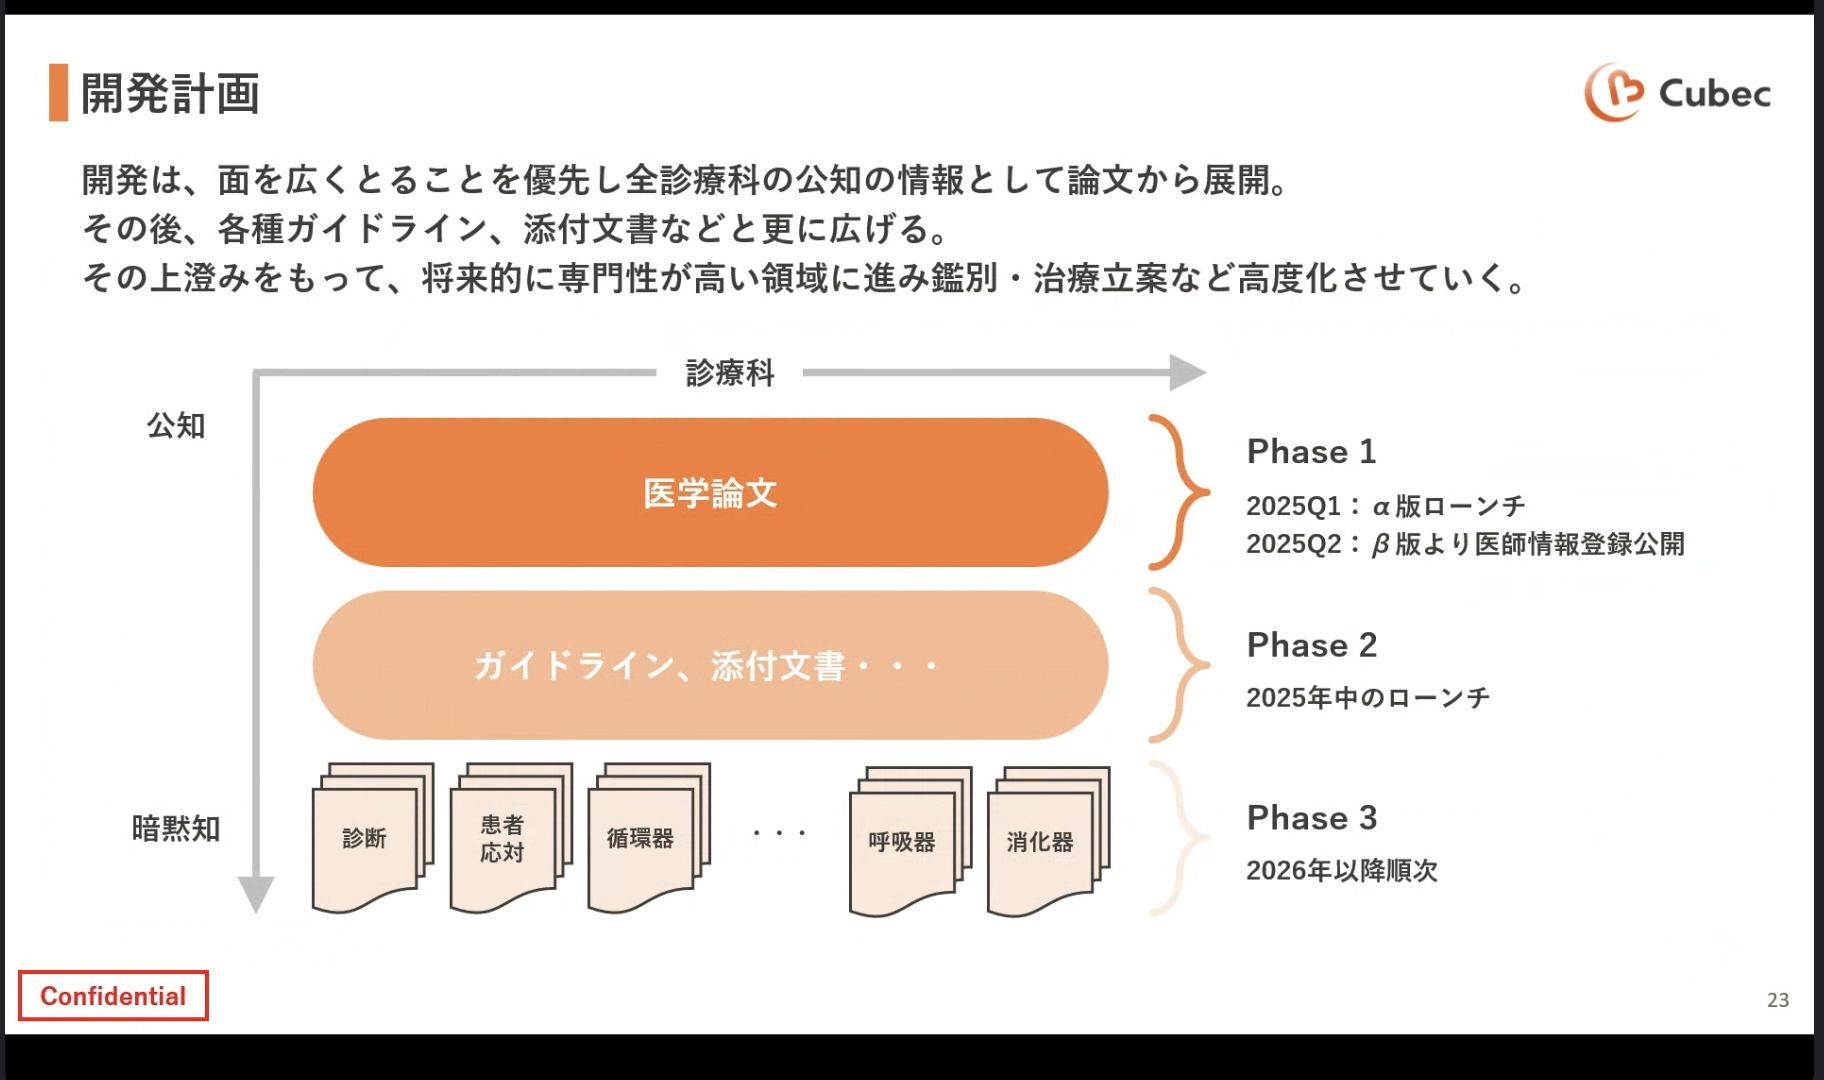 開発計画
Cubec
開発は、面を広くとることを優先し全診療科の公知の情報として論文から展開。
その後、各種ガイドライン、添付文書などと更に広げる。
その上澄みをもって、将来的に専門性が高い領域に進み鑑別・治療立案など高度化させていく。
診療科
公知
医学論文
Phase 1
2025Q1：α版ローンチ
2025Q2：β版より医師情報登録公開
ガイドライン、添付文書・・・
Phase 2
2025年中のローンチ
暗黙知
診断
患者
応対
循環器
・・・
呼吸器
消化器
Phase 3
2026年以降順次
Confidential
23